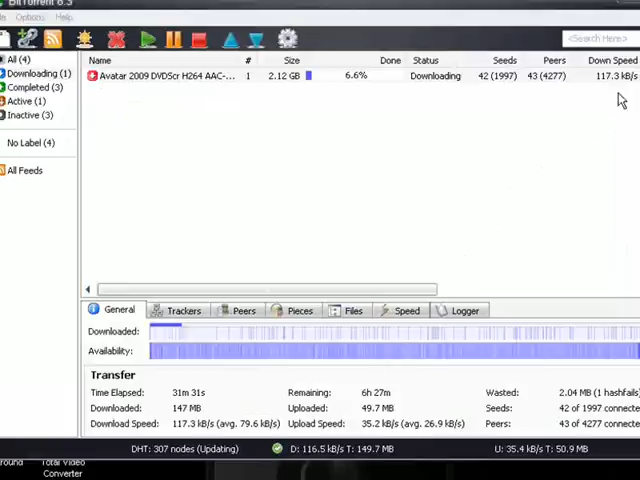 BitTorrent 6.3
Options Help
<Search Here>
All (4)
Downloading (1)
Completed (3)
Active (1)
Inactive (3)
No Label (4)
All Feeds
Name # Size Done Status Seeds Peers Down Speed
Avatar 2009 DVDScr H264 AAC-... 1 2.12 GB 6.6% Downloading 42 (1997) 43 (4277) 117.3 kB/s
General Trackers Peers Pieces Files Speed Logger
Downloaded:
Availability:
Transfer
Time Elapsed: 31m 31s Remaining: 6h 27m Wasted: 2.04 MB (1 hashfails)
Downloaded: 147 MB Uploaded: 49.7 MB Seeds: 42 of 1997 connecte
Download Speed: 117.3 kB/s (avg. 79.6 kB/s) Upload Speed: 35.2 kB/s (avg. 26.9 kB/s) Peers: 43 of 4277 connecte
DHT: 307 nodes (Updating) D: 116.5 kB/s T: 149.7 MB U: 35.4 kB/s T: 50.9 MB
Total Video
Converter